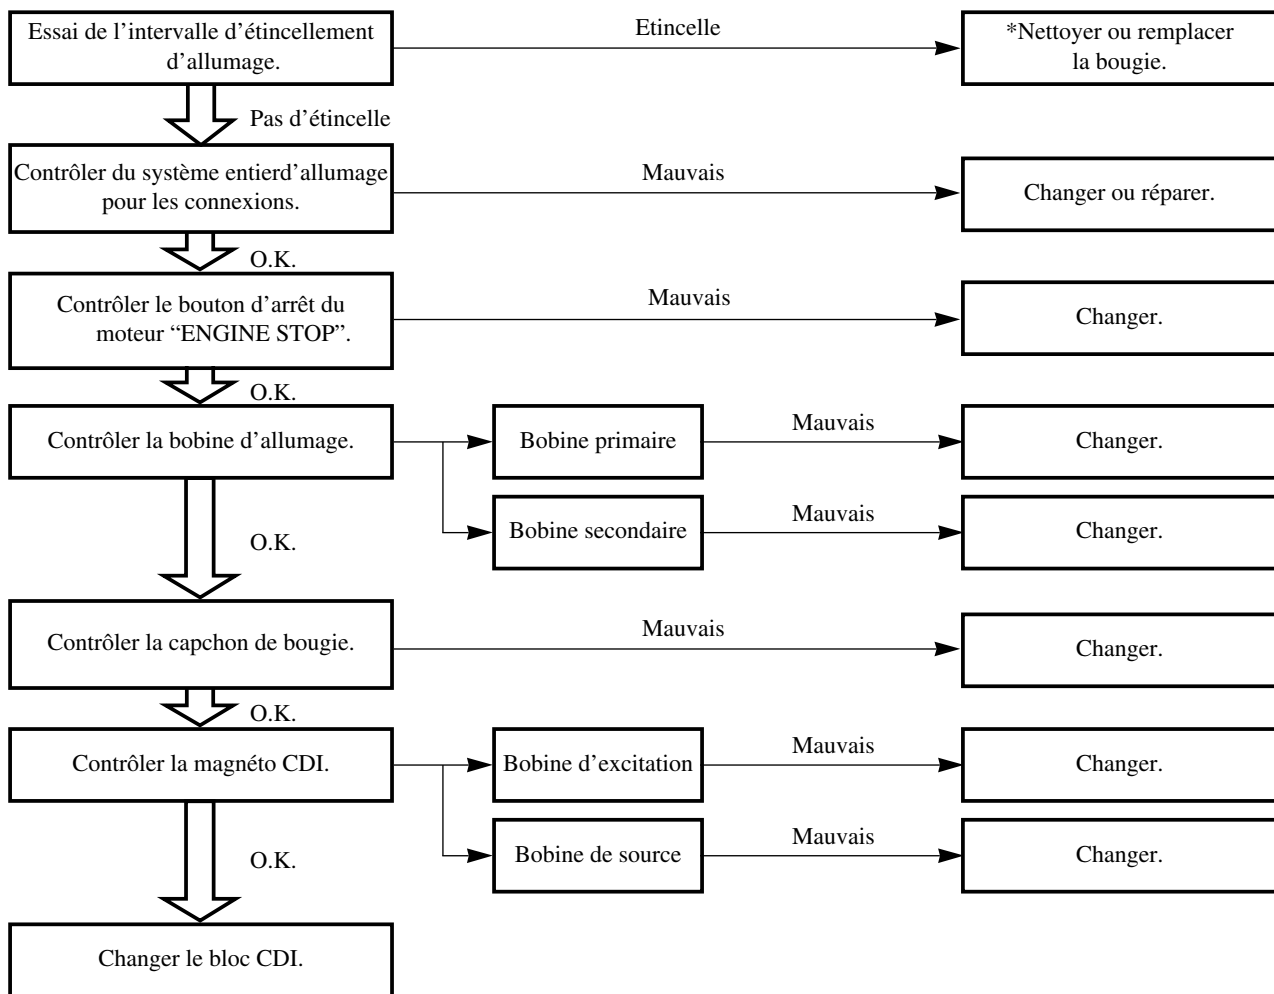 Essai de l'intervalle d'étincellement
d'allumage.
Etincelle
*Nettoyer ou remplacer
la bougie.
Pas d'étincelle
Contrôler du système entierd'allumage
pour les connexions.
Mauvais
Changer ou réparer.
O.K.
Contrôler le bouton d'arrêt du
moteur “ENGINE STOP”.
Mauvais
Changer.
O.K.
Contrôler la bobine d'allumage.
Bobine primaire
Mauvais
Changer.
Bobine secondaire
Mauvais
Changer.
O.K.
Contrôler la capchon de bougie.
Mauvais
Changer.
O.K.
Contrôler la magnéto CDI.
Bobine d'excitation
Mauvais
Changer.
Bobine de source
Mauvais
Changer.
O.K.
Changer le bloc CDI.